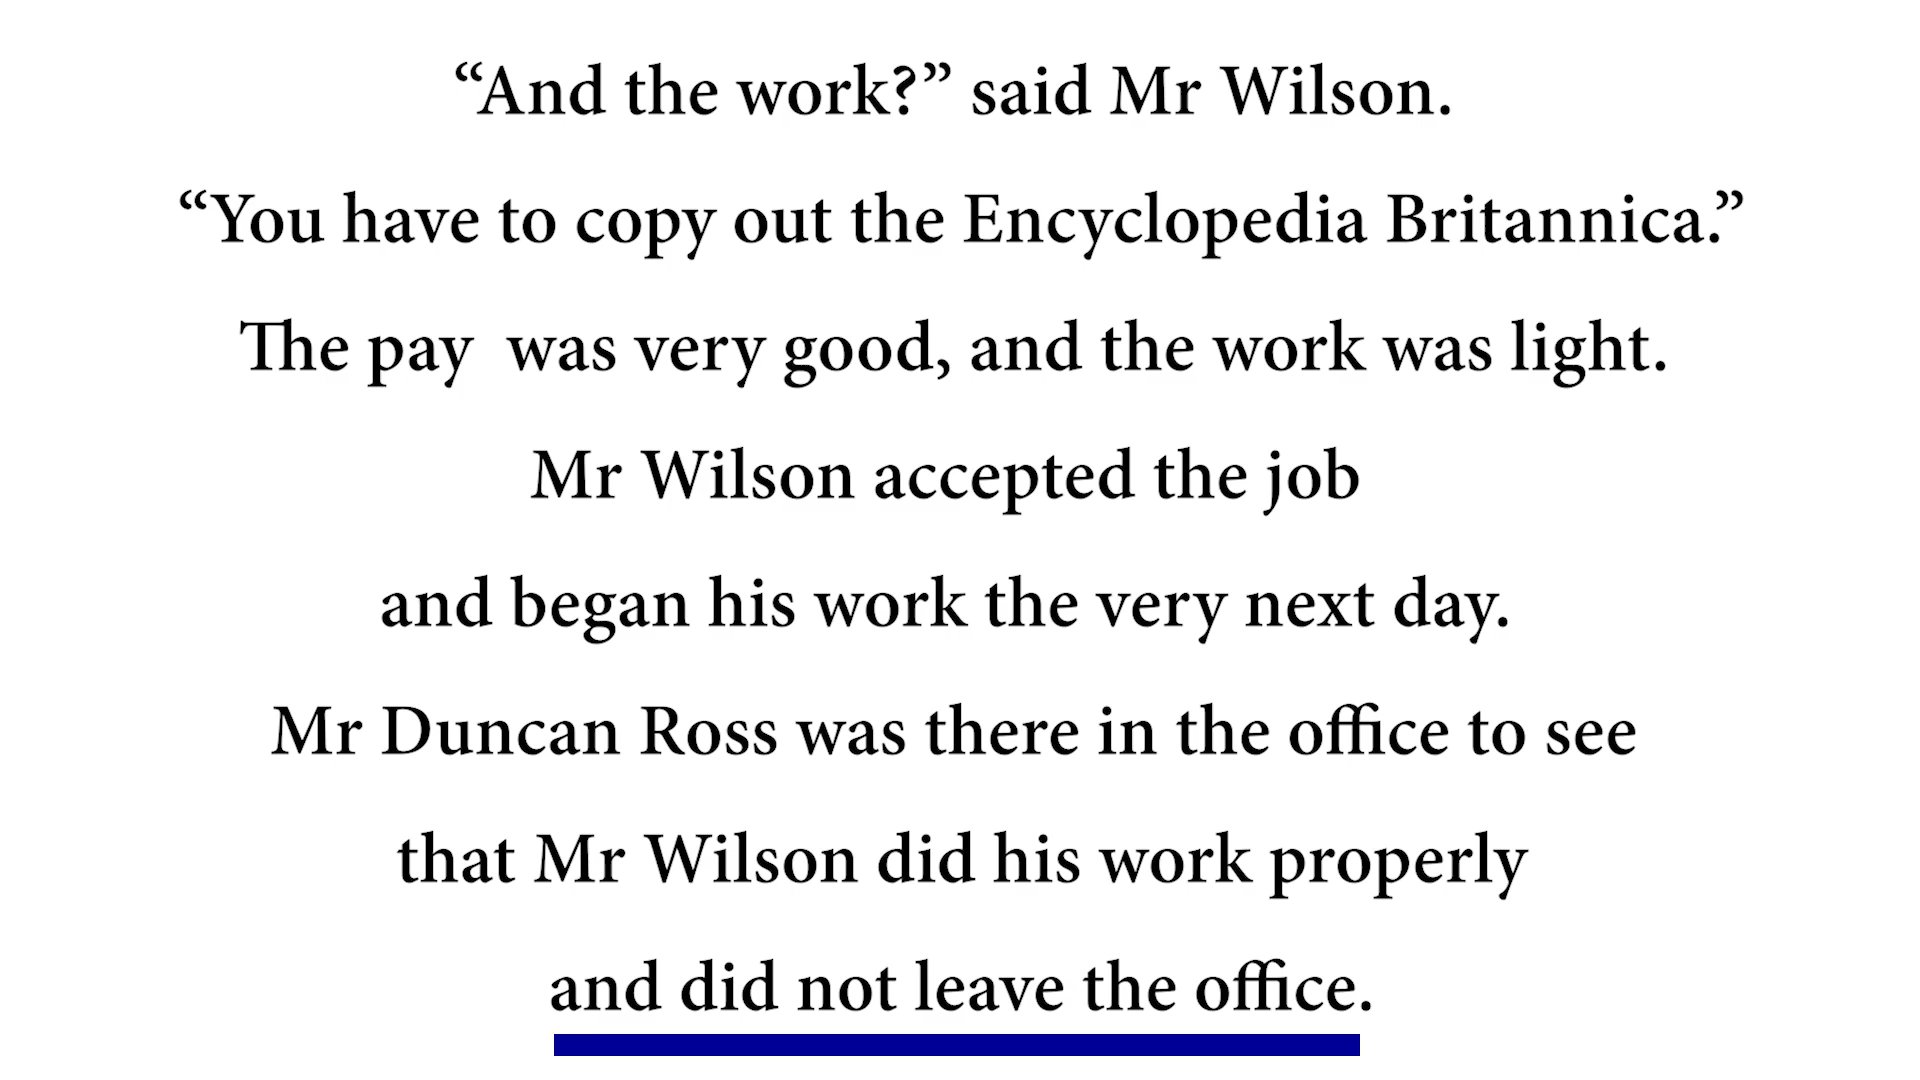 “And the work?” said Mr Wilson.
“You have to copy out the Encyclopedia Britannica.”
The pay  was very good, and the work was light.
Mr Wilson accepted the job
and began his work the very next day.
Mr Duncan Ross was there in the office to see
that Mr Wilson did his work properly
and did not leave the office.